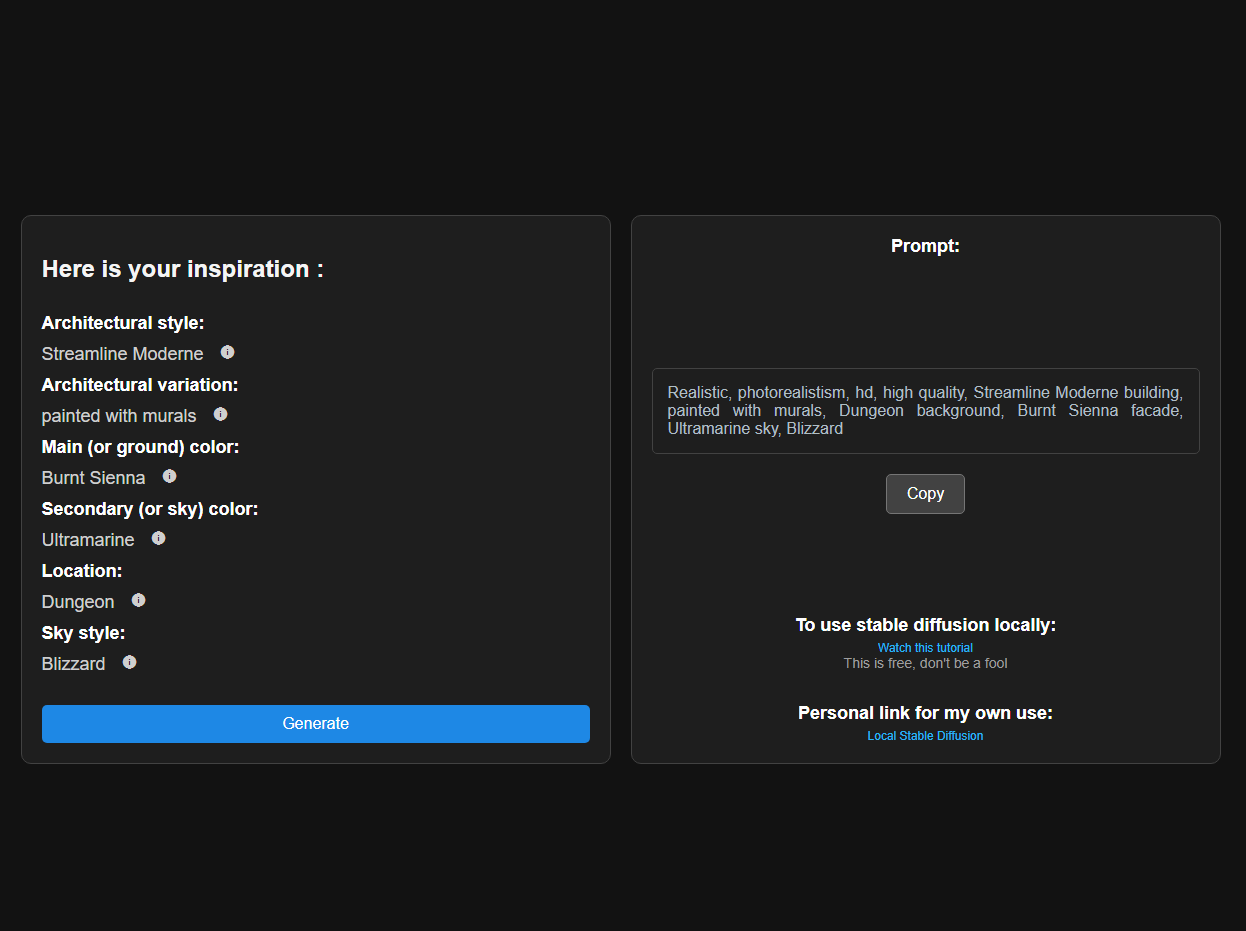 Here is your inspiration :
Architectural style:
Streamline Moderne
Architectural variation:
painted with murals
Main (or ground) color:
Burnt Sienna
Secondary (or sky) color:
Ultramarine
Location:
Dungeon
Sky style:
Blizzard
Generate
Prompt:
Realistic, photorealistism, hd, high quality, Streamline Moderne building,
painted with murals, Dungeon background, Burnt Sienna facade,
Ultramarine sky, Blizzard
Copy
To use stable diffusion locally:
Watch this tutorial
This is free, don't be a fool
Personal link for my own use:
Local Stable Diffusion